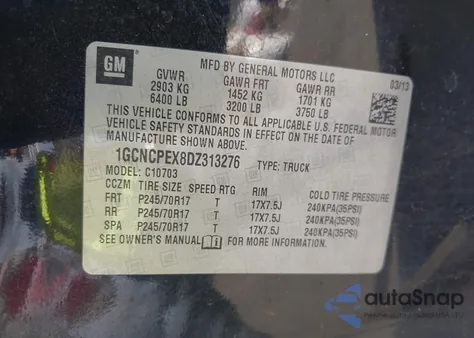 GM
MFD BY GENERAL MOTORS LLC
03/13
GVWR GAWR FRT GAWR RR
2903 KG 1452 KG 1701 KG
6400 LB 3200 LB 3750 LB
THIS VEHICLE CONFORMS TO ALL APPLICABLE U.S. FEDERAL MOTOR
VEHICLE SAFETY STANDARDS IN EFFECT ON THE DATE OF
MANUFACTURE SHOWN ABOVE.
1GCNCPEX8DZ313276 TYPE: TRUCK
MODEL: C10703
CCZM TIRE SIZE SPEED RTG RIM COLD TIRE PRESSURE
FRT P245/70R17 T 17X7.5J 240KPA(35PSI)
RR P245/70R17 T 17X7.5J 240KPA(35PSI)
SPA P245/70R17 T 17X7.5J 240KPA(35PSI)
SEE OWNER'S MANUAL FOR MORE INFORMATION
autoSnap